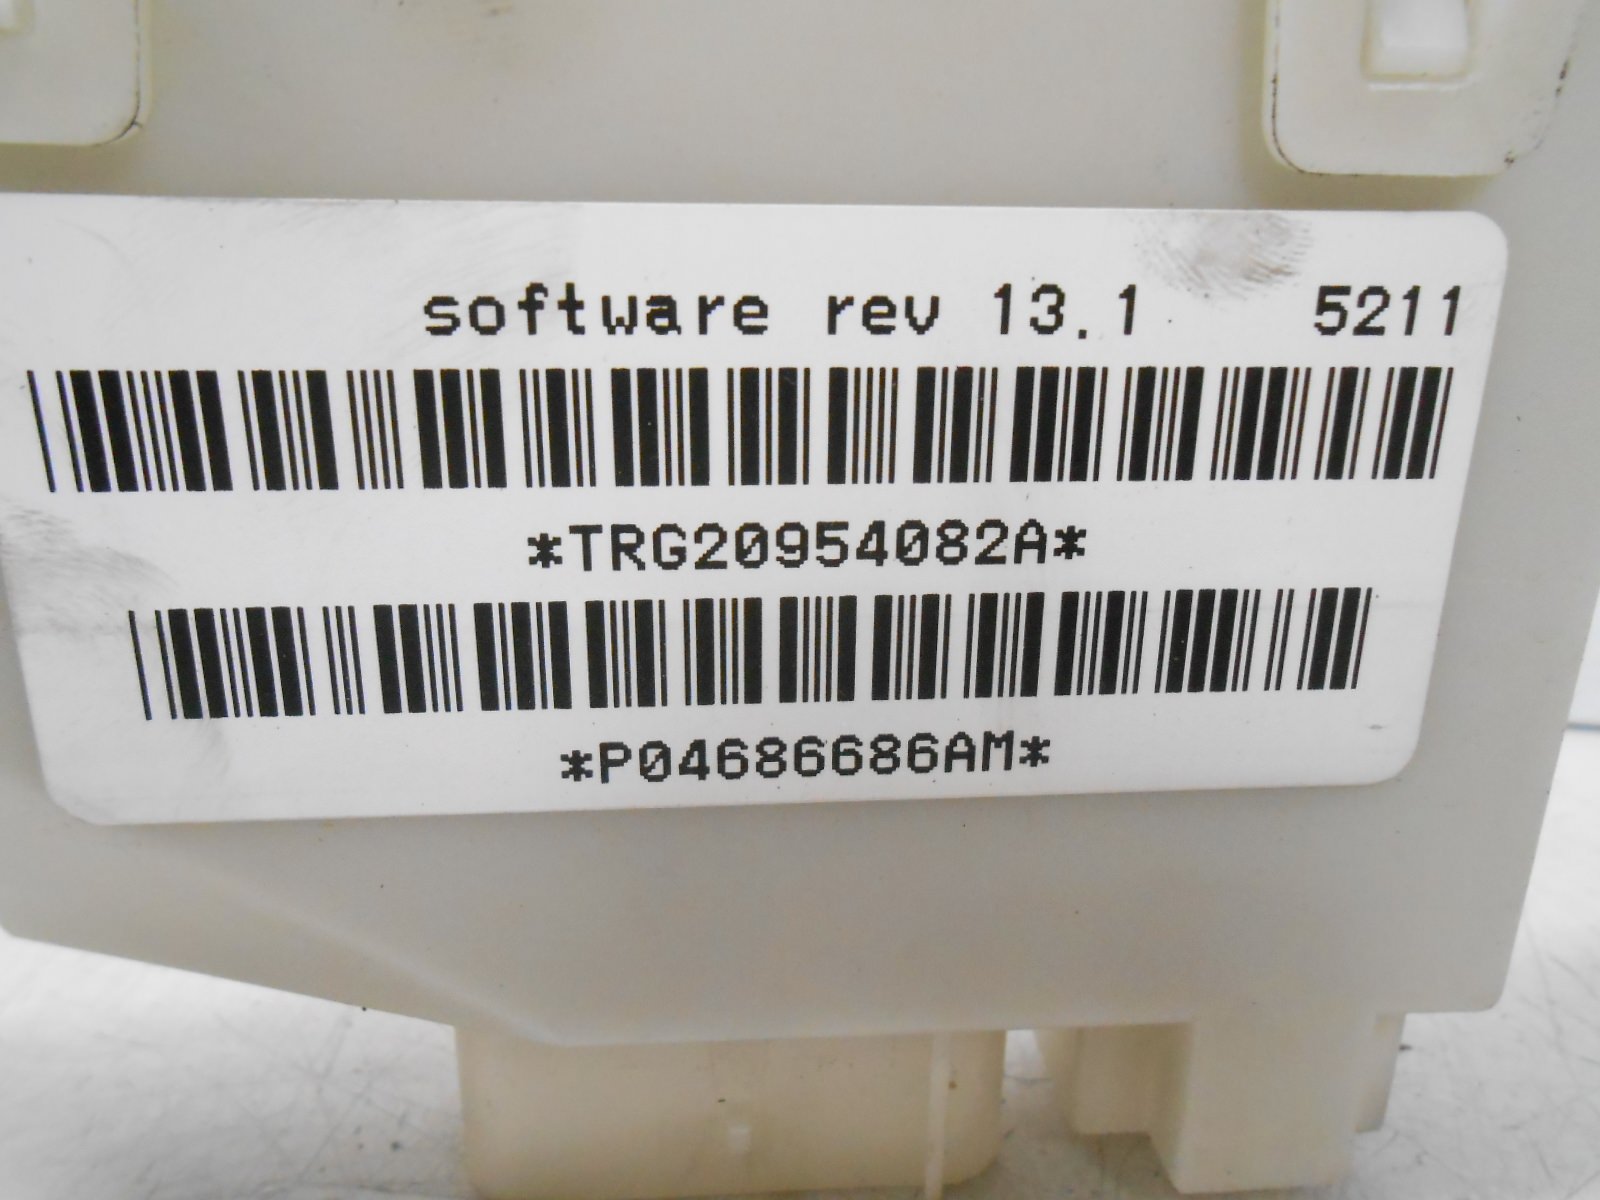 software rev 13.1 5211
*TRG20954082A*
*P04686686AM*